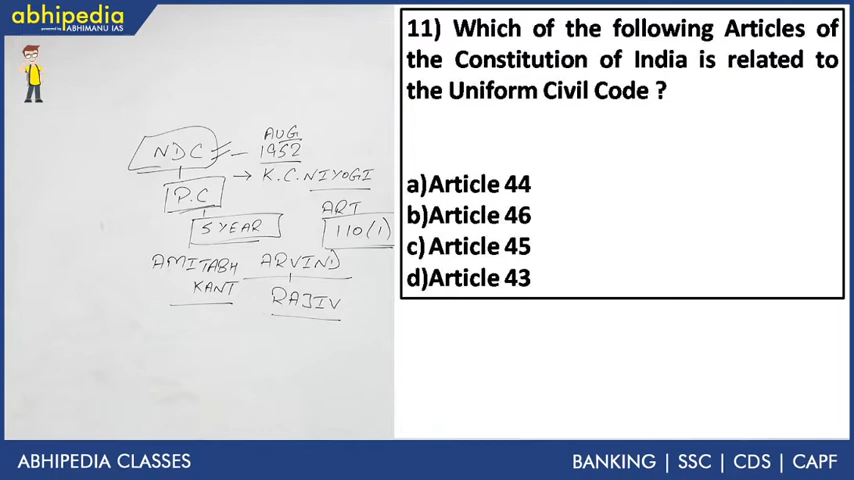 abhipedia
powered by ABHIMANU IAS
NDC
AUG
1952
K.C. NIYOGI
P.C
5 YEAR
ART
110(1)
AMITABH
KANT
ARVIND
RAJIV
11) Which of the following Articles of
the Constitution of India is related to
the Uniform Civil Code ?
a)Article 44
b)Article 46
c) Article 45
d)Article 43
ABHIPEDIA CLASSES
BANKING | SSC | CDS | CAPF